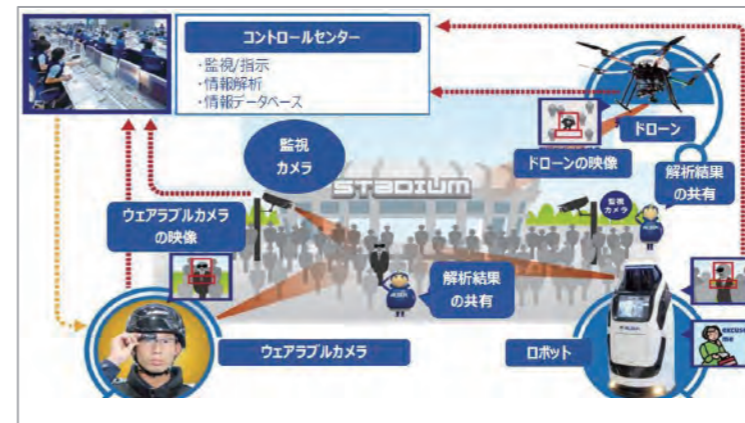 コントロールセンター
・監視/指示
・情報解析
・情報データベース
監視
カメラ
ドローン
ドローンの映像
解析結果
の共有
STADIUM
監視
カメラ
ウェアラブルカメラ
の映像
解析結果
の共有
excuse
me
ウェアラブルカメラ
ロボット